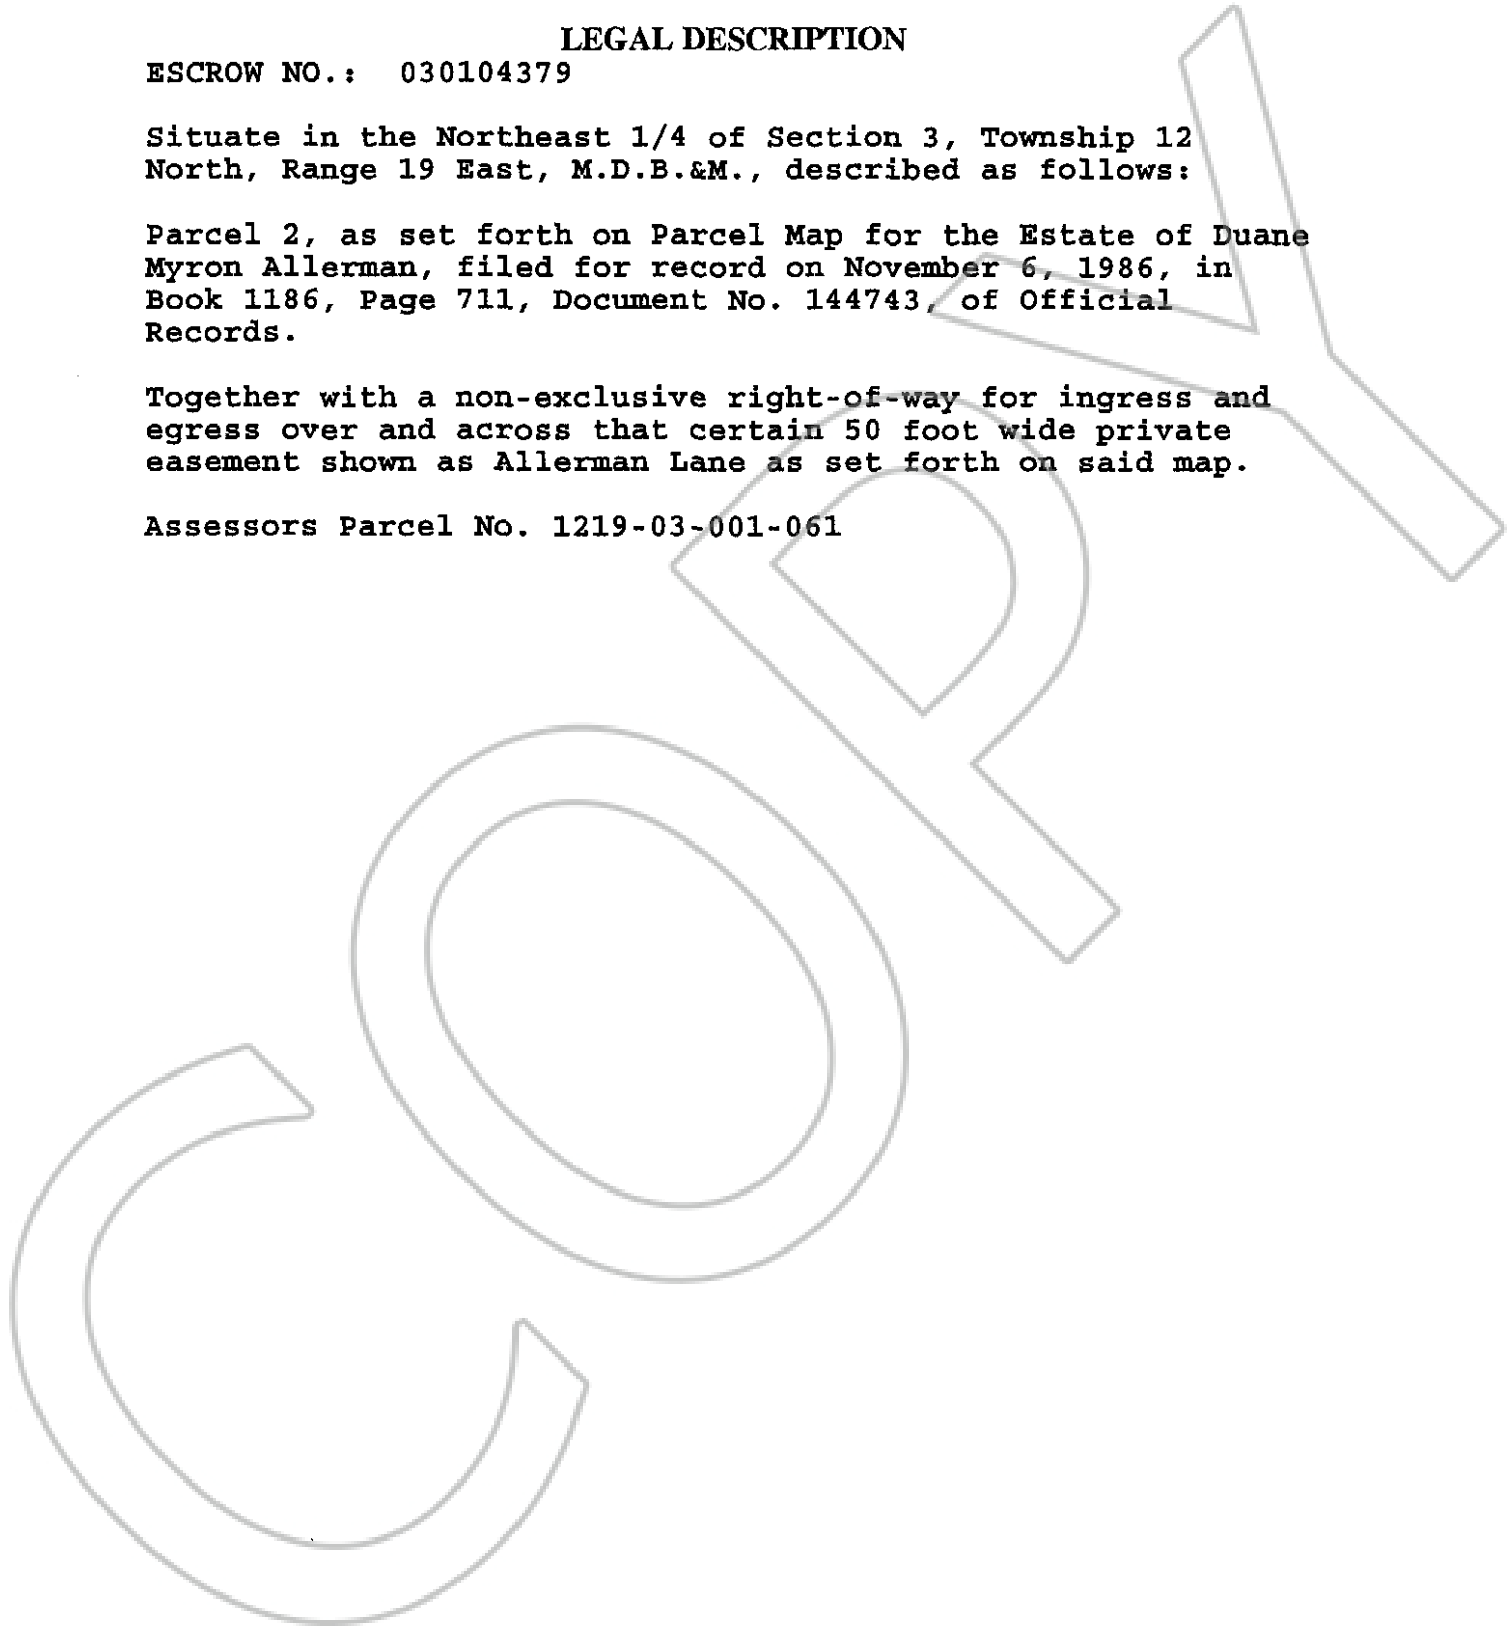 LEGAL DESCRIPTION
ESCROW NO.: 030104379
Situate in the Northeast 1/4 of Section 3, Township 12
North, Range 19 East, M.D.B.&M., described as follows:
Parcel 2, as set forth on Parcel Map for the Estate of Duane
Myron Allerman, filed for record on November 6, 1986, in
Book 1186, Page 711, Document No. 144743, of Official
Records.
Together with a non-exclusive right-of-way for ingress and
egress over and across that certain 50 foot wide private
easement shown as Allerman Lane as set forth on said map.
Assessors Parcel No. 1219-03-001-061
COPY